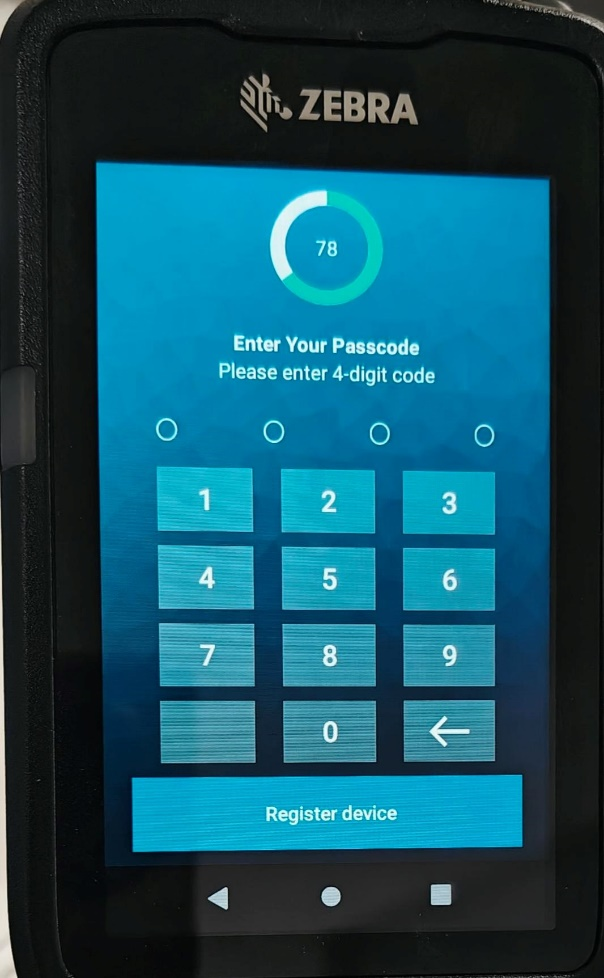 ZEBRA
78
Enter Your Passcode
Please enter 4-digit code
1 2 3
4 5 6
7 8 9
0
Register device